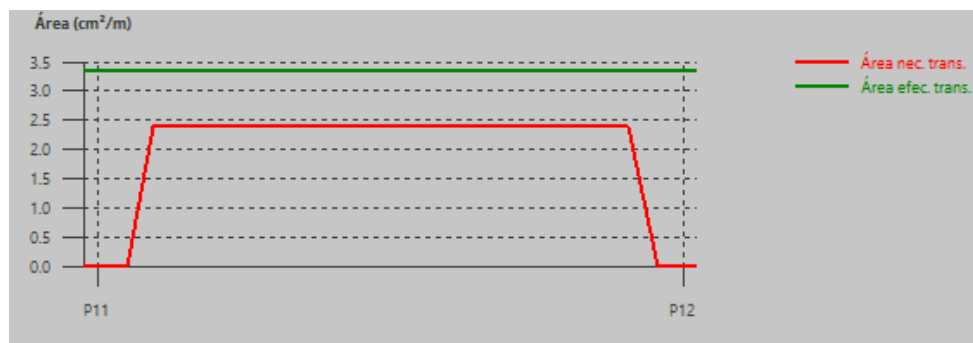 Área (cm²/m)
3.5
3.0
2.5
2.0
1.5
1.0
0.5
0.0
P11
P12
Área nec. trans.
Área efec. trans.